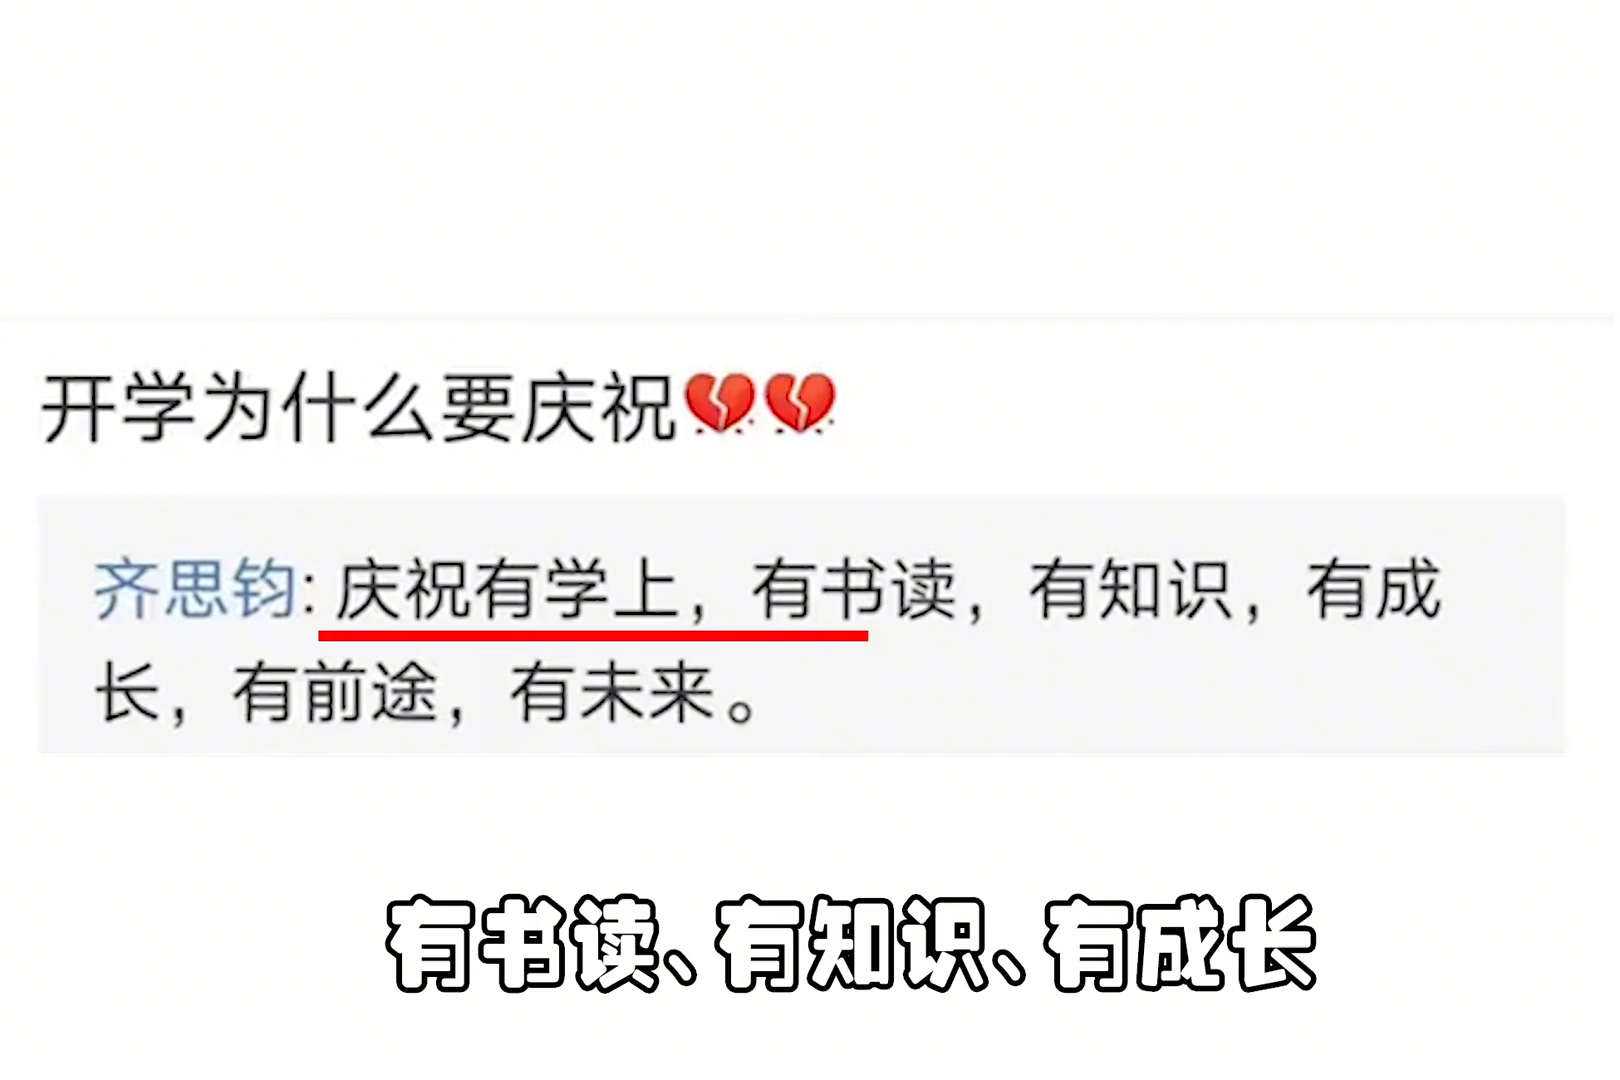 开学为什么要庆祝💔💔
齐思钧: 庆祝有学上，有书读，有知识，有成
长，有前途，有未来。
有书读、有知识、有成长